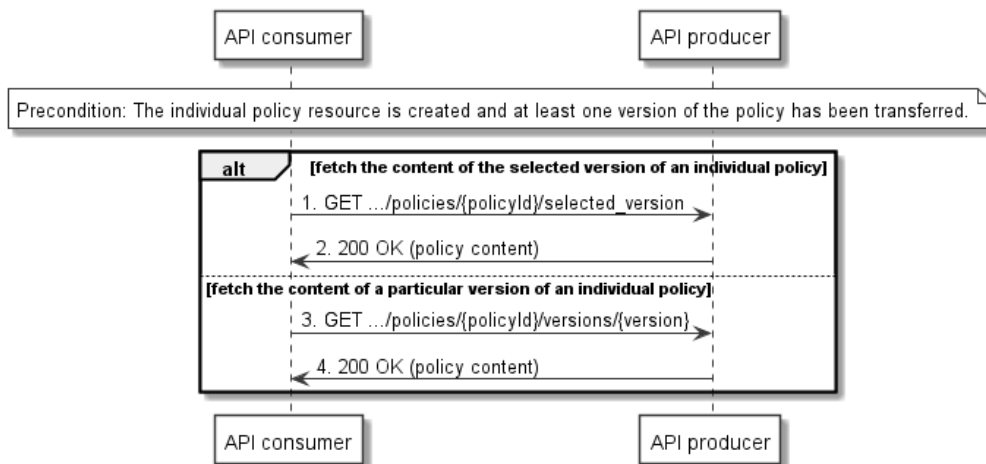 API consumer
API producer
Precondition: The individual policy resource is created and at least one version of the policy has been transferred.
alt
[fetch the content of the selected version of an individual policy]
1. GET .../policies/{policyId}/selected_version
2. 200 OK (policy content)
[fetch the content of a particular version of an individual policy]
3. GET .../policies/{policyId}/versions/{version}
4. 200 OK (policy content)
API consumer
API producer